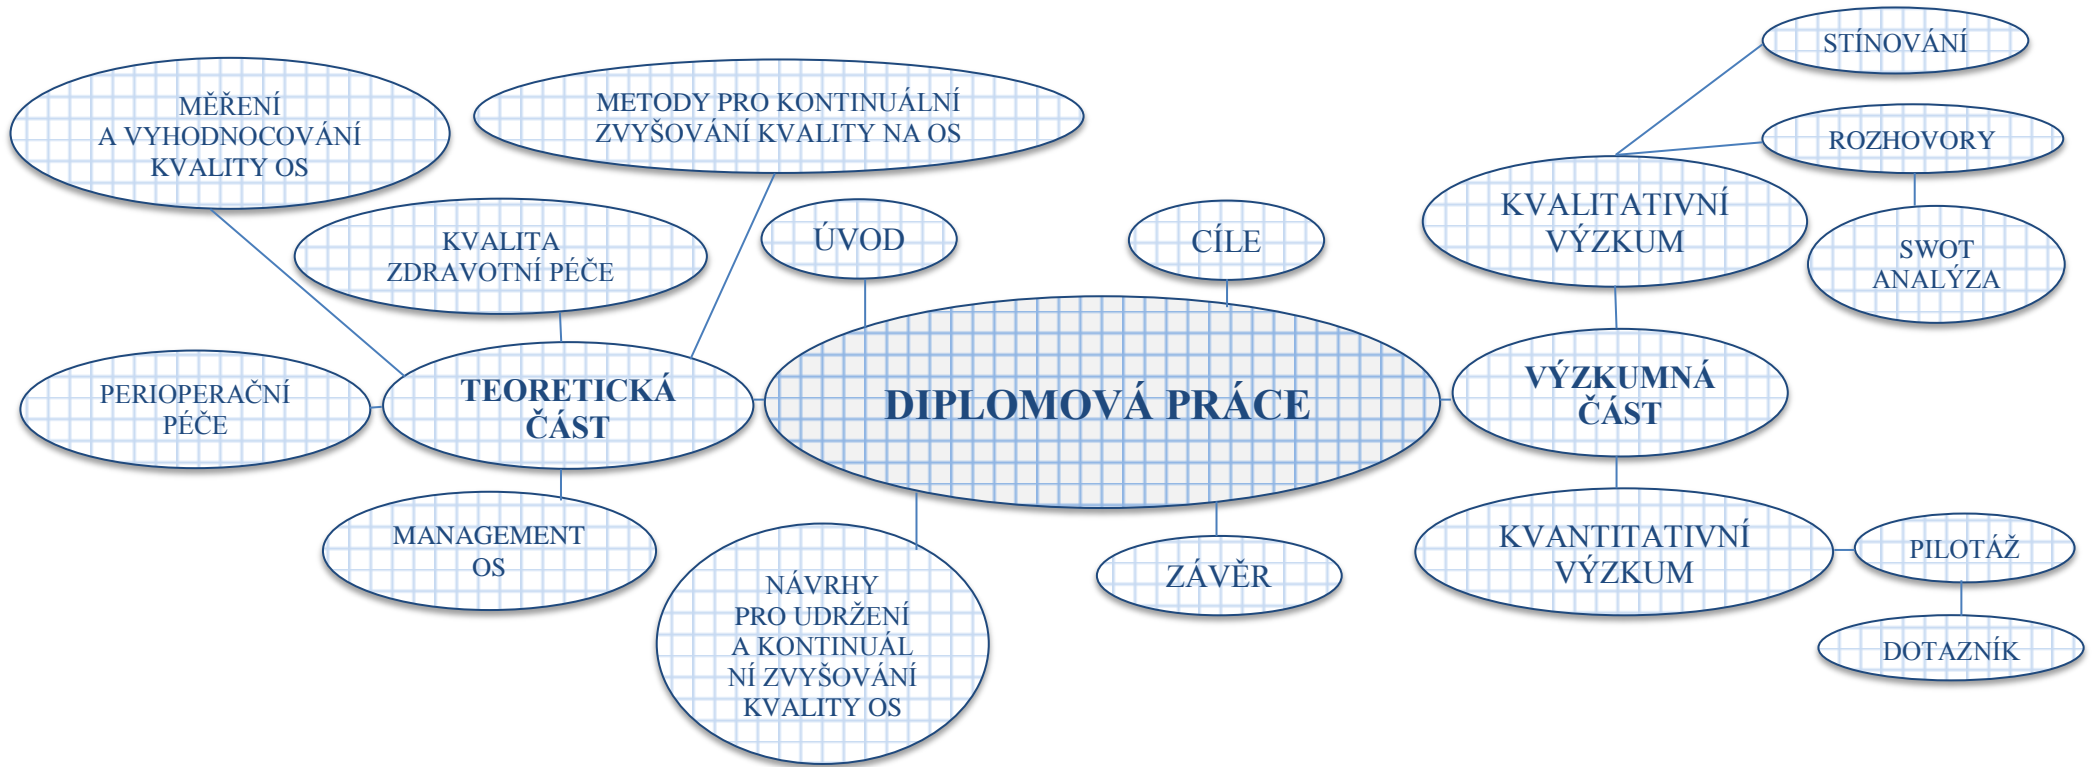 STÍNOVÁNÍ
MĚŘENÍ
A VYHODNOCOVÁNÍ
KVALITY OS
METODY PRO KONTINUÁLNÍ
ZVYŠOVÁNÍ KVALITY NA OS
ROZHOVORY
KVALITATIVNÍ
VÝZKUM
KVALITA
ZDRAVOTNÍ PÉČE
ÚVOD
CÍLE
SWOT
ANALÝZA
PERIOPERAČNÍ
PÉČE
TEORETICKÁ
ČÁST
DIPLOMOVÁ PRÁCE
VÝZKUMNÁ
ČÁST
MANAGEMENT
OS
NÁVRHY
PRO UDRŽENÍ
A KONTINUÁL
NÍ ZVYŠOVÁNÍ
KVALITY OS
ZÁVĚR
KVANTITATIVNÍ
VÝZKUM
PILOTÁŽ
DOTAZNÍK